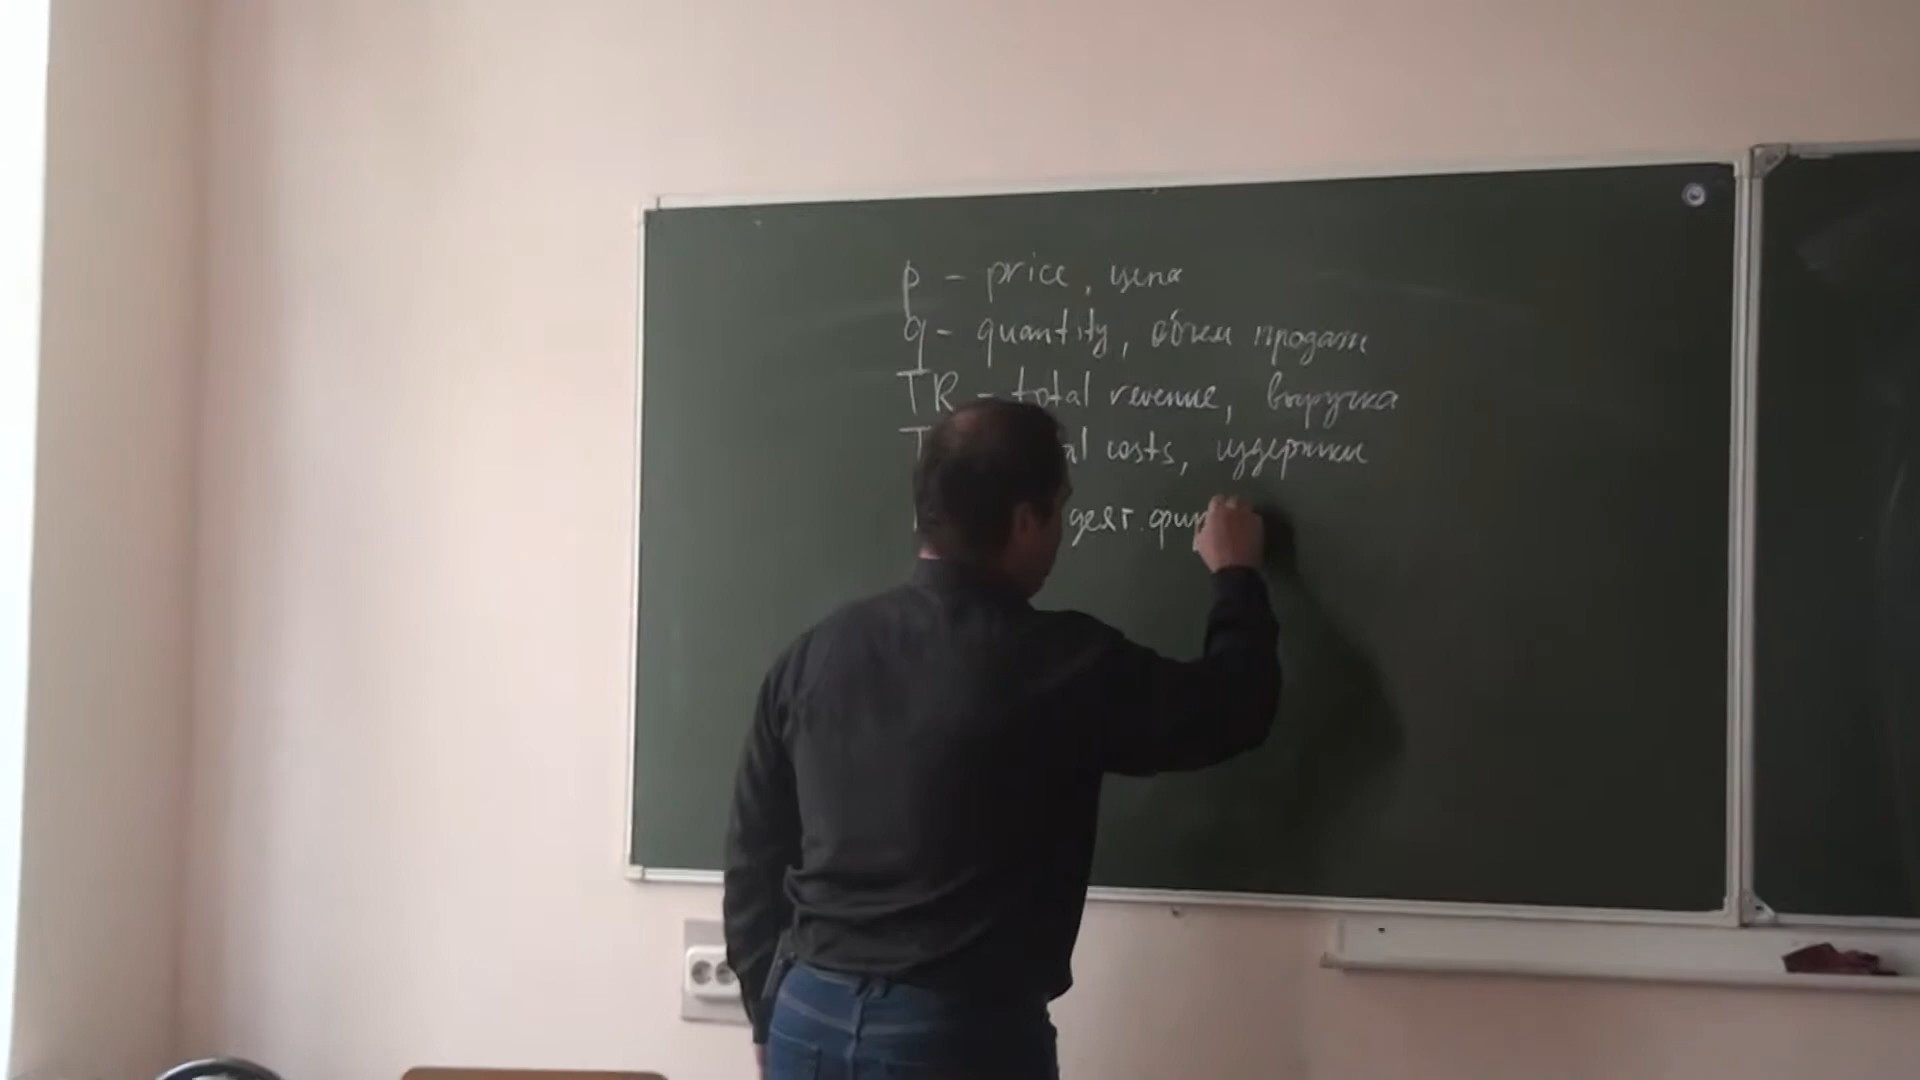 p – price, цена
q – quantity, объем продаж
TR – total revenue, выручка
costs, издержки
деят. фир